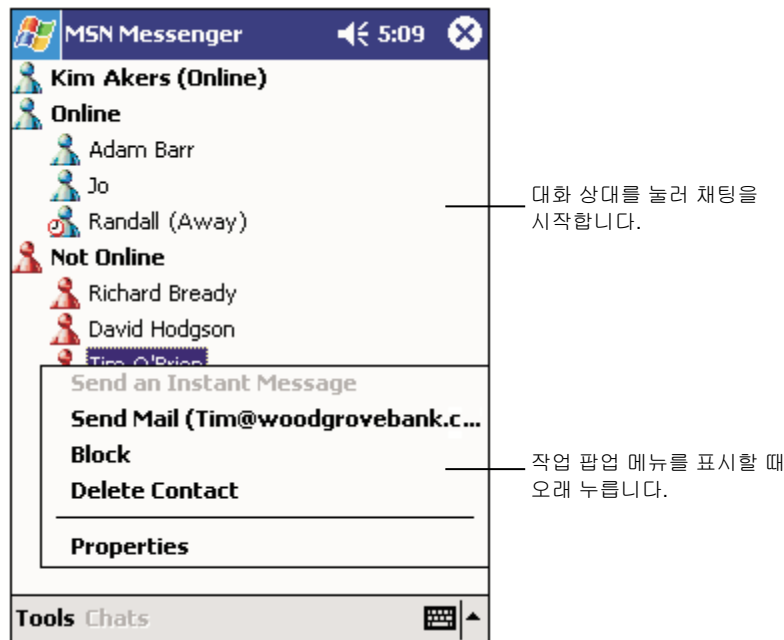 MSN Messenger 5:09
Kim Akers (Online)
Online
Adam Barr
Jo
Randall (Away)
Not Online
Richard Bready
David Hodgson
Tim O'Brien
Send an Instant Message
Send Mail (Tim@woodgrovebank.c...
Block
Delete Contact
Properties
Tools Chats
대화 상대를 눌러 채팅을
시작합니다.
작업 팝업 메뉴를 표시할 때
오래 누릅니다.